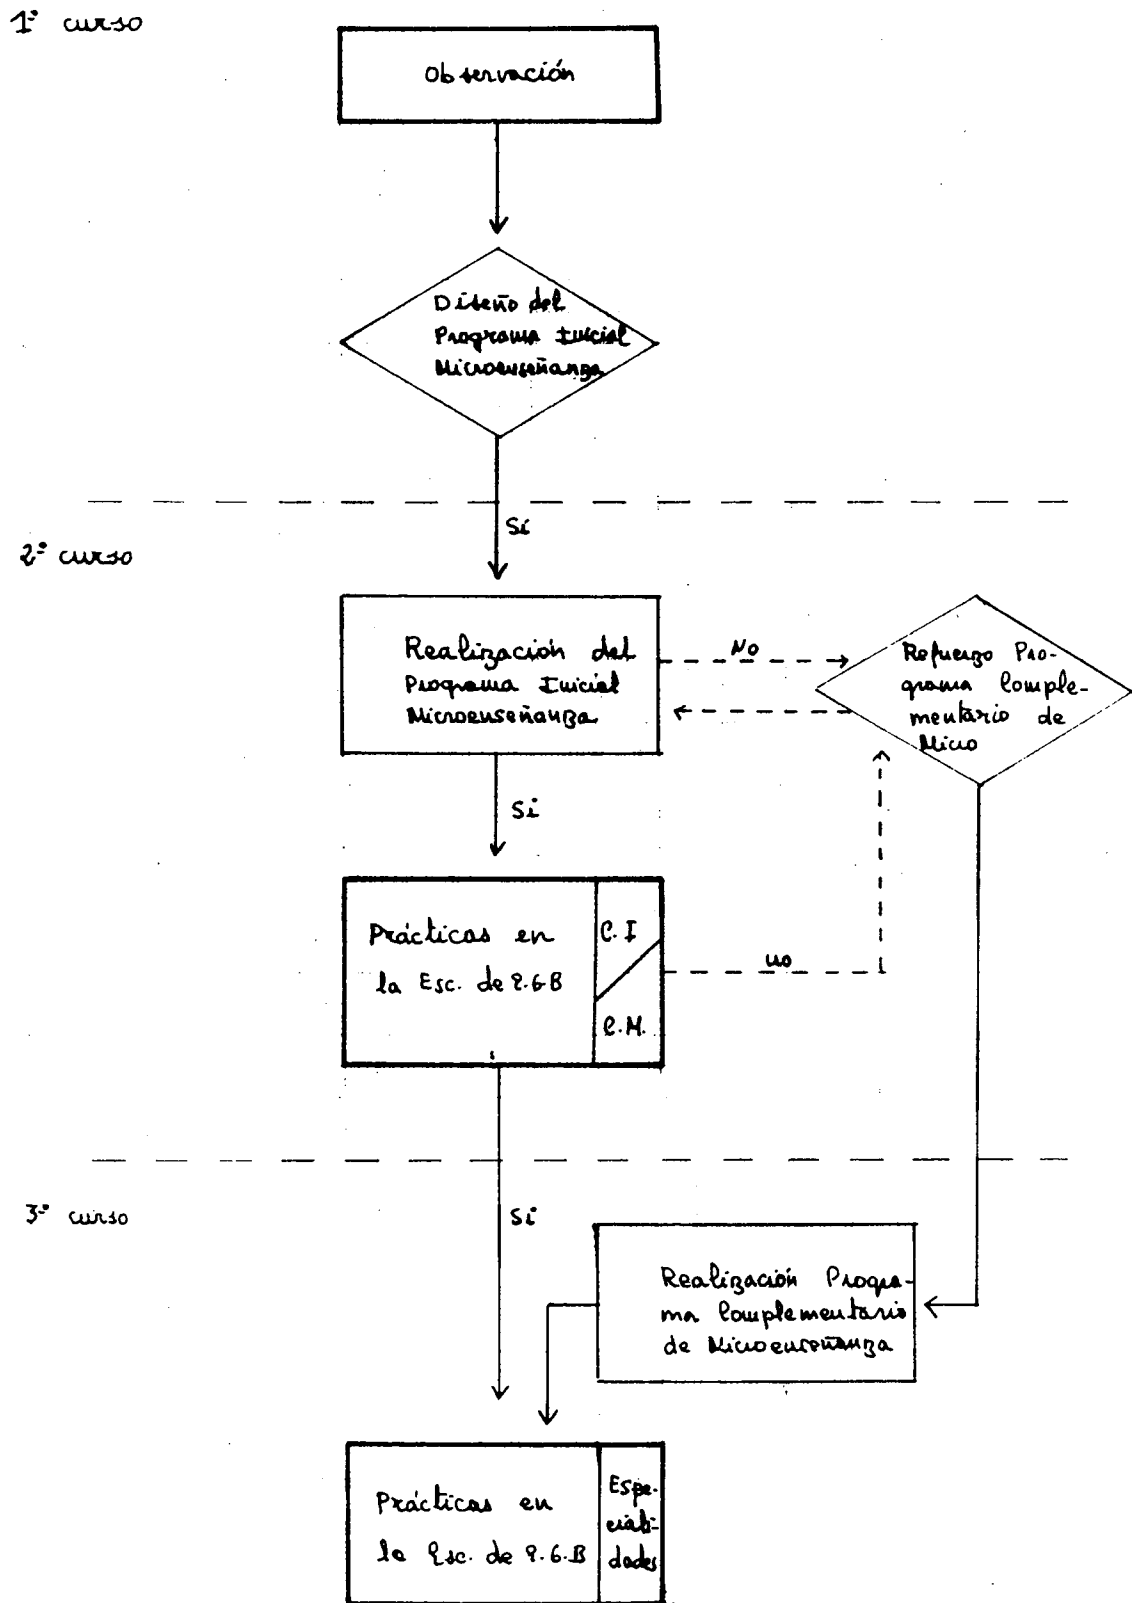 1º curso
Observación
Diseño del
Programa Inicial
Microenseñanza
Sí
2º curso
Realización del
Programa Inicial
Microenseñanza
No
Refuerzo Pro-
grama Comple-
mentario de
Micro
Si
Prácticas en
la Esc. de E.G.B
C.I
C.M.
no
3º curso
Si
Realización Progra-
ma Complementario
de Microenseñanza
Prácticas en
la Esc. de E.G.B
Espe-
ciali-
dades